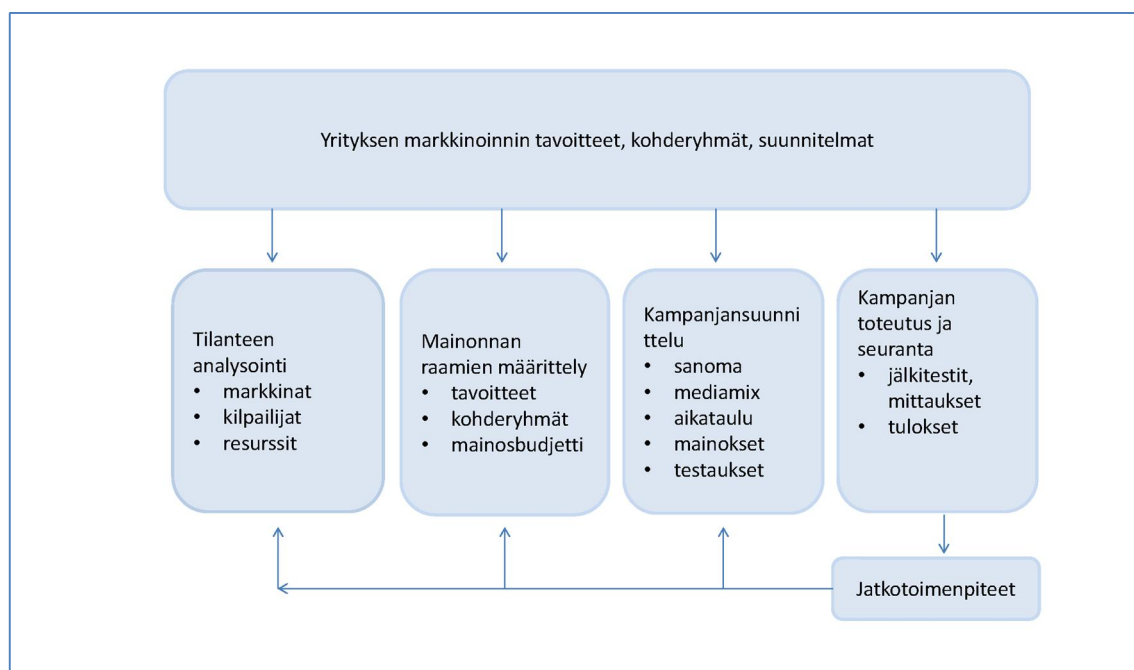 Yrityksen markkinoinnin tavoitteet, kohderyhmät, suunnitelmat
Tilanteen
analysointi
• markkinat
• kilpailijat
• resurssit
Mainonnan
raamien määrittely
• tavoitteet
• kohderyhmät
• mainosbudjetti
Kampanjansuunni
ttelu
• sanoma
• mediamix
• aikataulu
• mainokset
• testaukset
Kampanjan
toteutus ja
seuranta
• jälkitestit,
mittaukset
• tulokset
Jatkotoimenpiteet